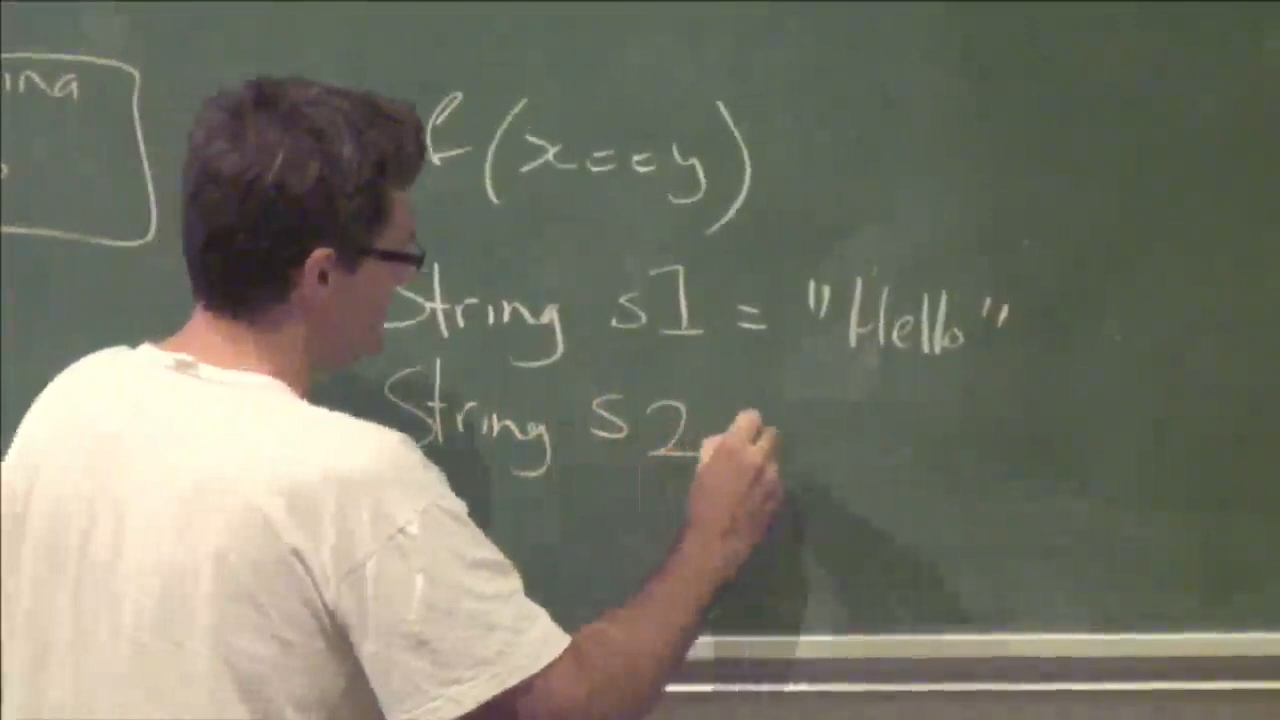 f (x==y)
String s1 = "Hello"
String s2